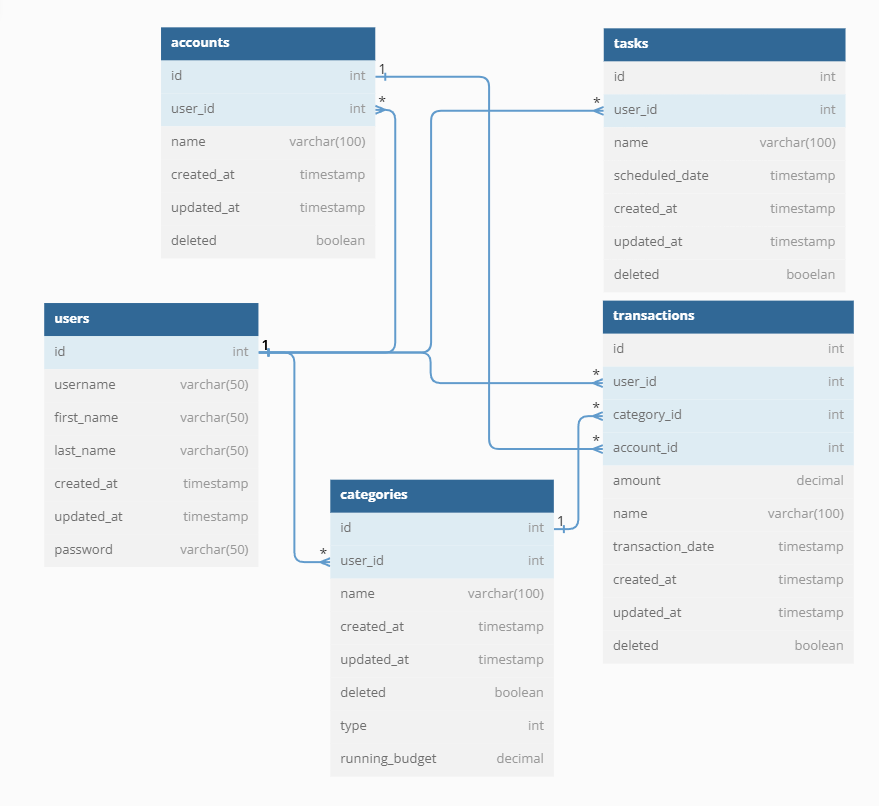 accounts
id int
user_id int
name varchar(100)
created_at timestamp
updated_at timestamp
deleted boolean
1
*
tasks
id int
user_id int
name varchar(100)
scheduled_date timestamp
created_at timestamp
updated_at timestamp
deleted booelan
*
users
id int
username varchar(50)
first_name varchar(50)
last_name varchar(50)
created_at timestamp
updated_at timestamp
password varchar(50)
1
transactions
id int
user_id int
category_id int
account_id int
amount decimal
name varchar(100)
transaction_date timestamp
created_at timestamp
updated_at timestamp
deleted boolean
*
*
*
categories
id int
user_id int
name varchar(100)
created_at timestamp
updated_at timestamp
deleted boolean
type int
running_budget decimal
1
*